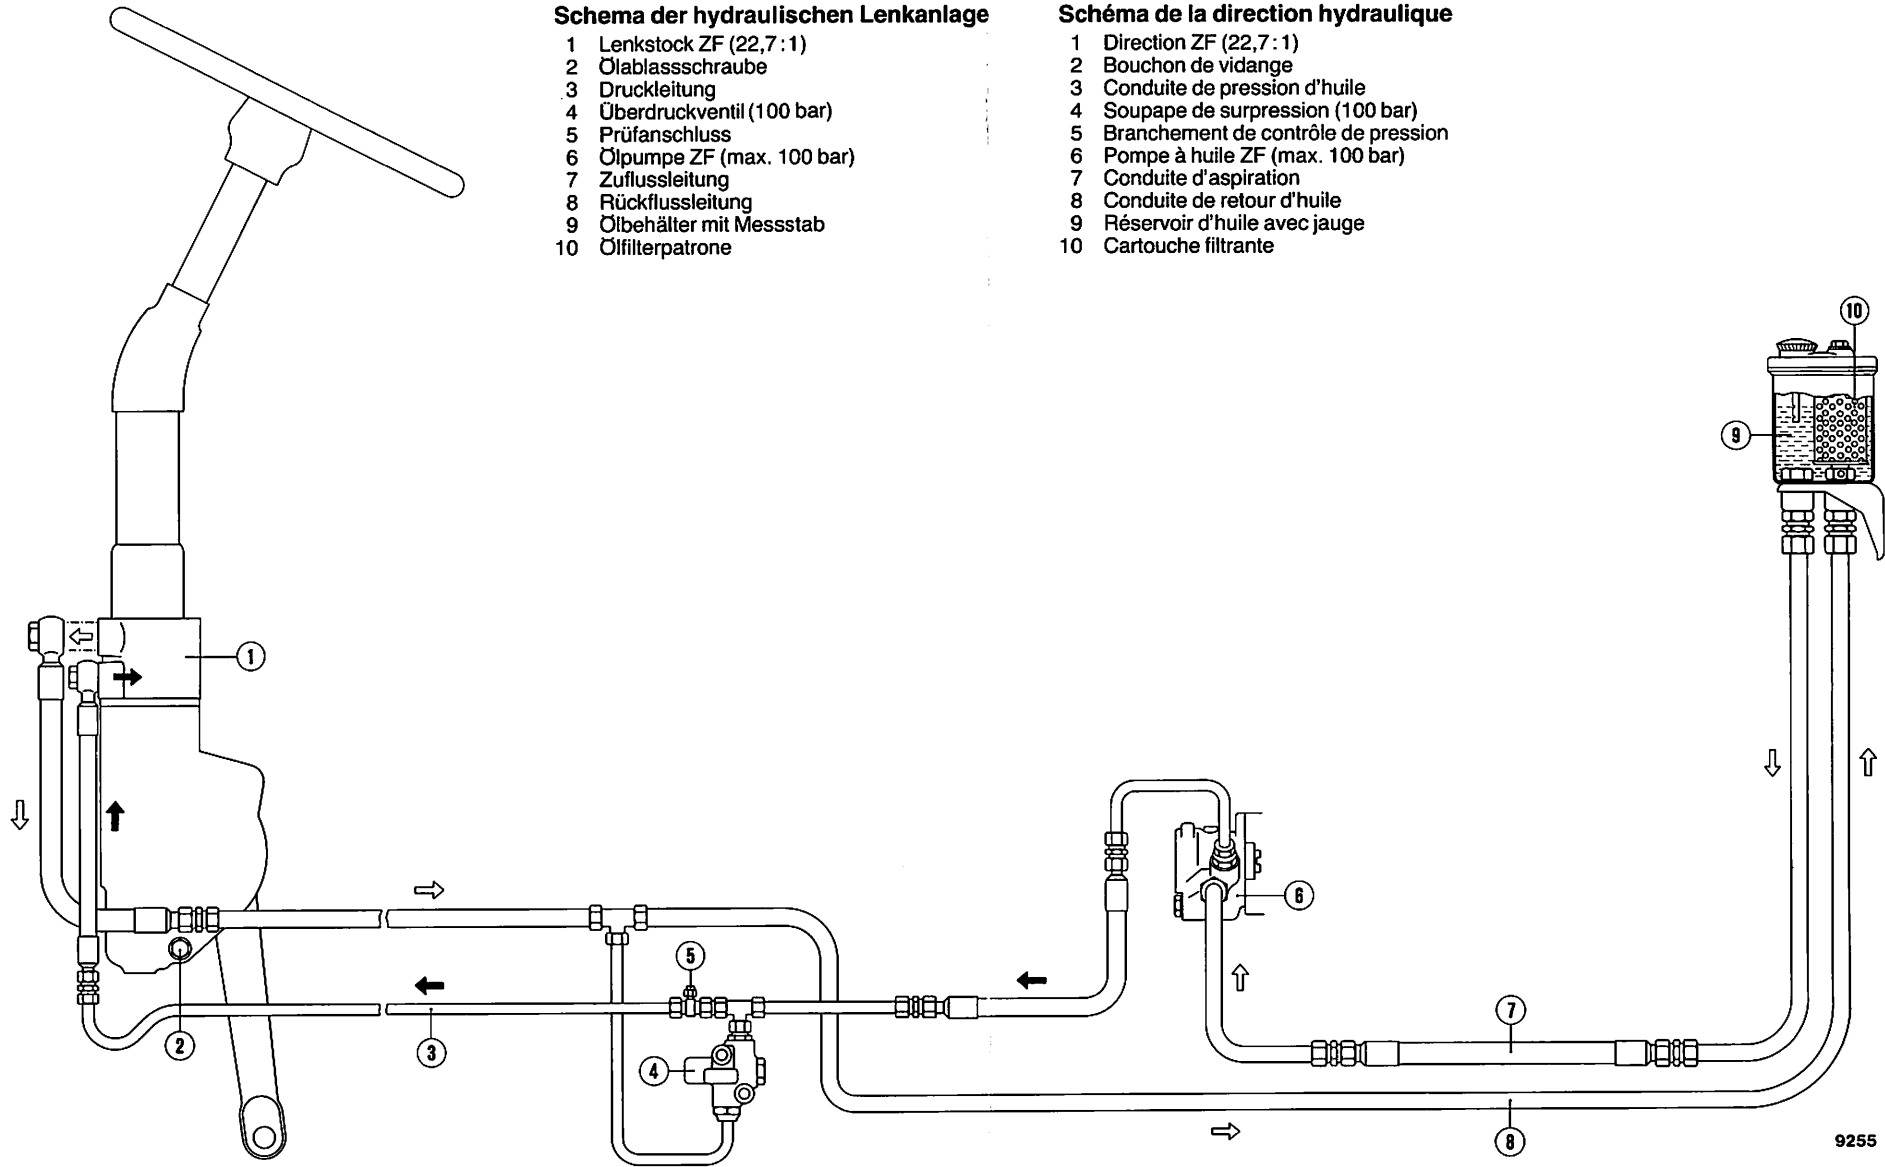 Schema der hydraulischen Lenkanlage
1 Lenkstock ZF (22,7:1)
2 Ölablassschraube
3 Druckleitung
4 Überdruckventil (100 bar)
5 Prüfanschluss
6 Ölpumpe ZF (max. 100 bar)
7 Zuflussleitung
8 Rückflussleitung
9 Ölbehälter mit Messstab
10 Ölfilterpatrone
Schéma de la direction hydraulique
1 Direction ZF (22,7:1)
2 Bouchon de vidange
3 Conduite de pression d'huile
4 Soupape de surpression (100 bar)
5 Branchement de contrôle de pression
6 Pompe à huile ZF (max. 100 bar)
7 Conduite d'aspiration
8 Conduite de retour d'huile
9 Réservoir d'huile avec jauge
10 Cartouche filtrante
10
9
1
6
5
7
2
3
4
8
9255